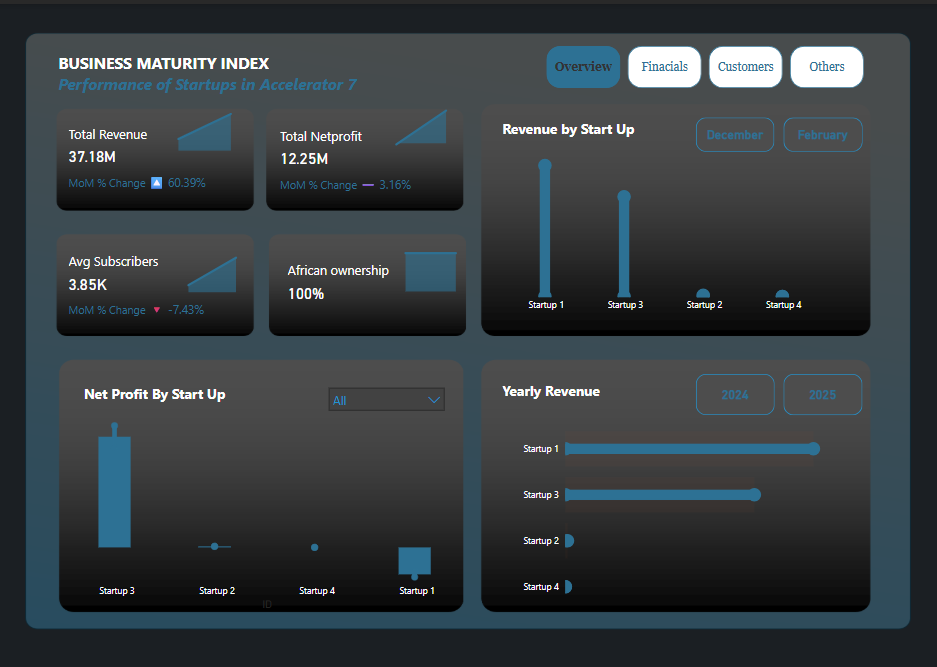 BUSINESS MATURITY INDEX
Performance of Startups in Accelerator 7
Overview
Finacials
Customers
Others
Total Revenue
37.18M
MoM % Change 🔼 60.39%
Total Netprofit
12.25M
MoM % Change ➖ 3.16%
Avg Subscribers
3.85K
MoM % Change 🔻 -7.43%
African ownership
100%
Revenue by Start Up
December
February
Startup 1
Startup 3
Startup 2
Startup 4
Net Profit By Start Up
All
Startup 3
Startup 2
Startup 4
Startup 1
ID
Yearly Revenue
2024
2025
Startup 1
Startup 3
Startup 2
Startup 4